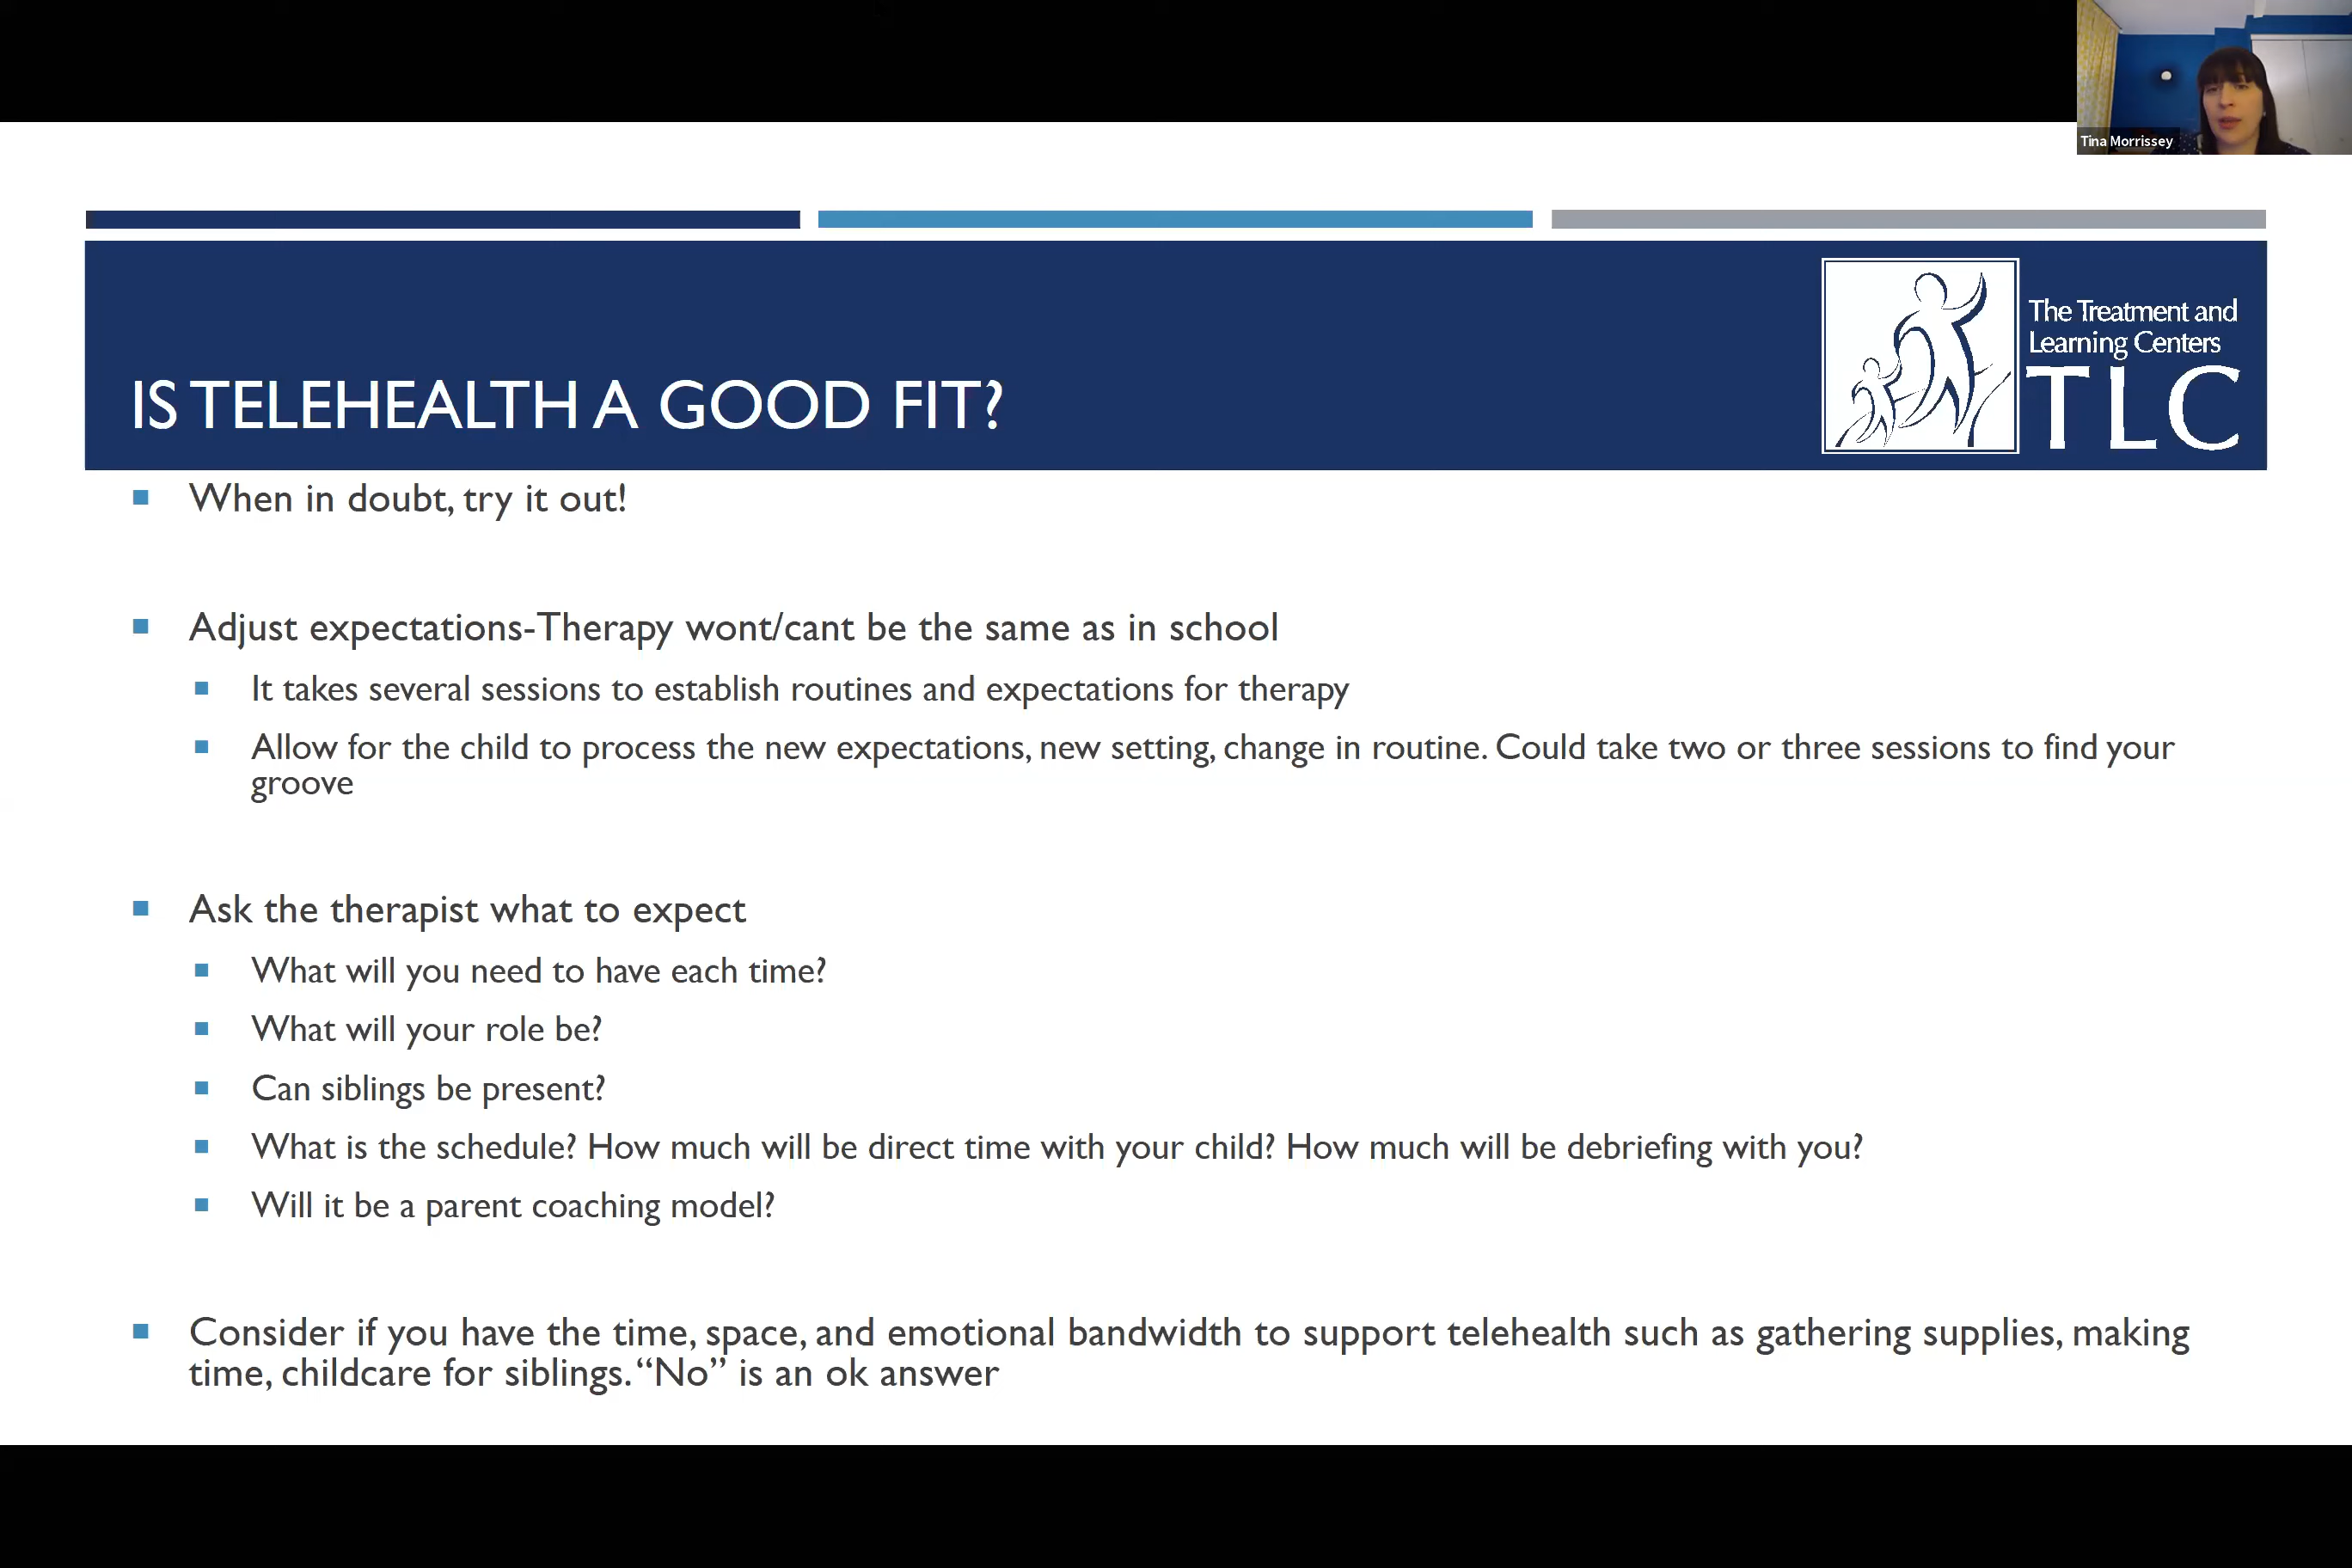 Tina Morrissey
The Treatment and
Learning Centers
TLC
IS TELEHEALTH A GOOD FIT?
When in doubt, try it out!
Adjust expectations-Therapy wont/cant be the same as in school
It takes several sessions to establish routines and expectations for therapy
Allow for the child to process the new expectations, new setting, change in routine. Could take two or three sessions to find your
groove
Ask the therapist what to expect
What will you need to have each time?
What will your role be?
Can siblings be present?
What is the schedule? How much will be direct time with your child? How much will be debriefing with you?
Will it be a parent coaching model?
Consider if you have the time, space, and emotional bandwidth to support telehealth such as gathering supplies, making
time, childcare for siblings. “No” is an ok answer